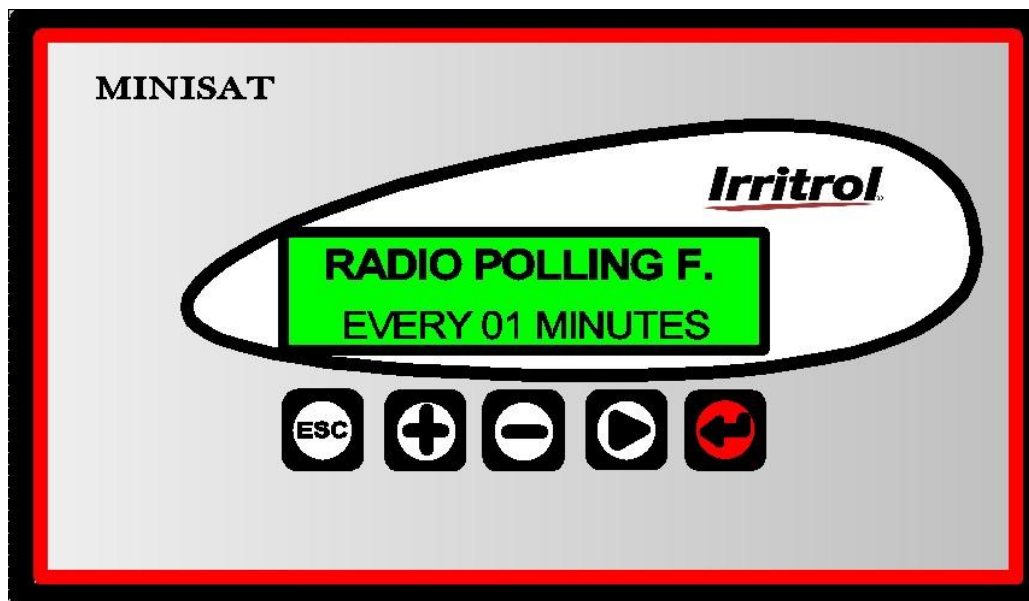 MINISAT
Irritrol
RADIO POLLING F.
EVERY 01 MINUTES
ESC